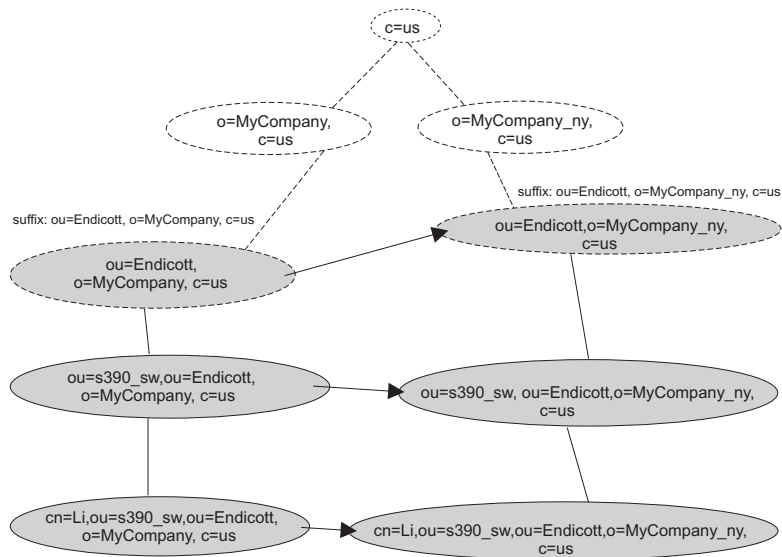 c=us
o=MyCompany,
c=us
o=MyCompany_ny,
c=us
suffix: ou=Endicott, o=MyCompany, c=us
suffix: ou=Endicott, o=MyCompany_ny, c=us
ou=Endicott,
o=MyCompany, c=us
ou=Endicott,o=MyCompany_ny,
c=us
ou=s390_sw,ou=Endicott,
o=MyCompany, c=us
ou=s390_sw, ou=Endicott,o=MyCompany_ny,
c=us
cn=Li,ou=s390_sw,ou=Endicott,
o=MyCompany, c=us
cn=Li,ou=s390_sw,ou=Endicott,o=MyCompany_ny,
c=us